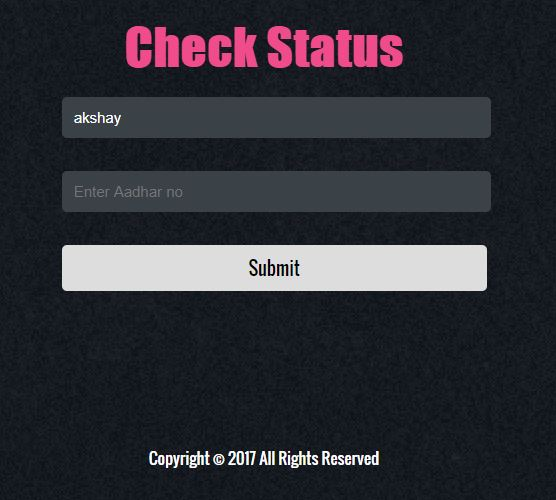 Check Status
akshay
Enter Aadhar no
Submit
Copyright © 2017 All Rights Reserved